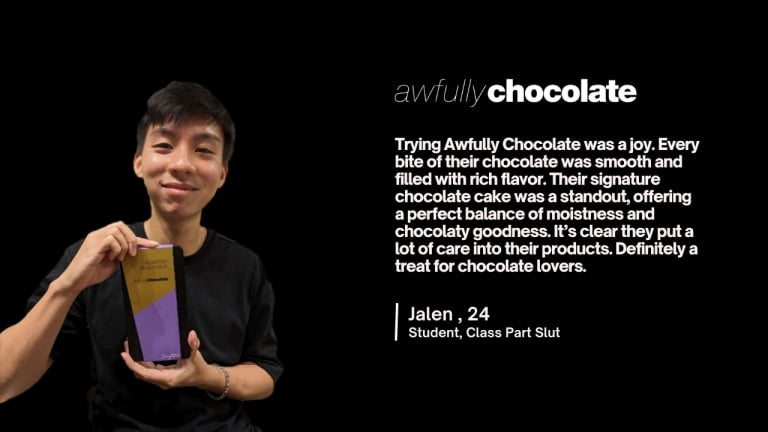 awfullychocolate
Trying Awfully Chocolate was a joy. Every
bite of their chocolate was smooth and
filled with rich flavor. Their signature
chocolate cake was a standout, offering
a perfect balance of moistness and
chocolaty goodness. It’s clear they put a
lot of care into their products. Definitely a
treat for chocolate lovers.
Jalen , 24
Student, Class Part Slut
awfullychocolate